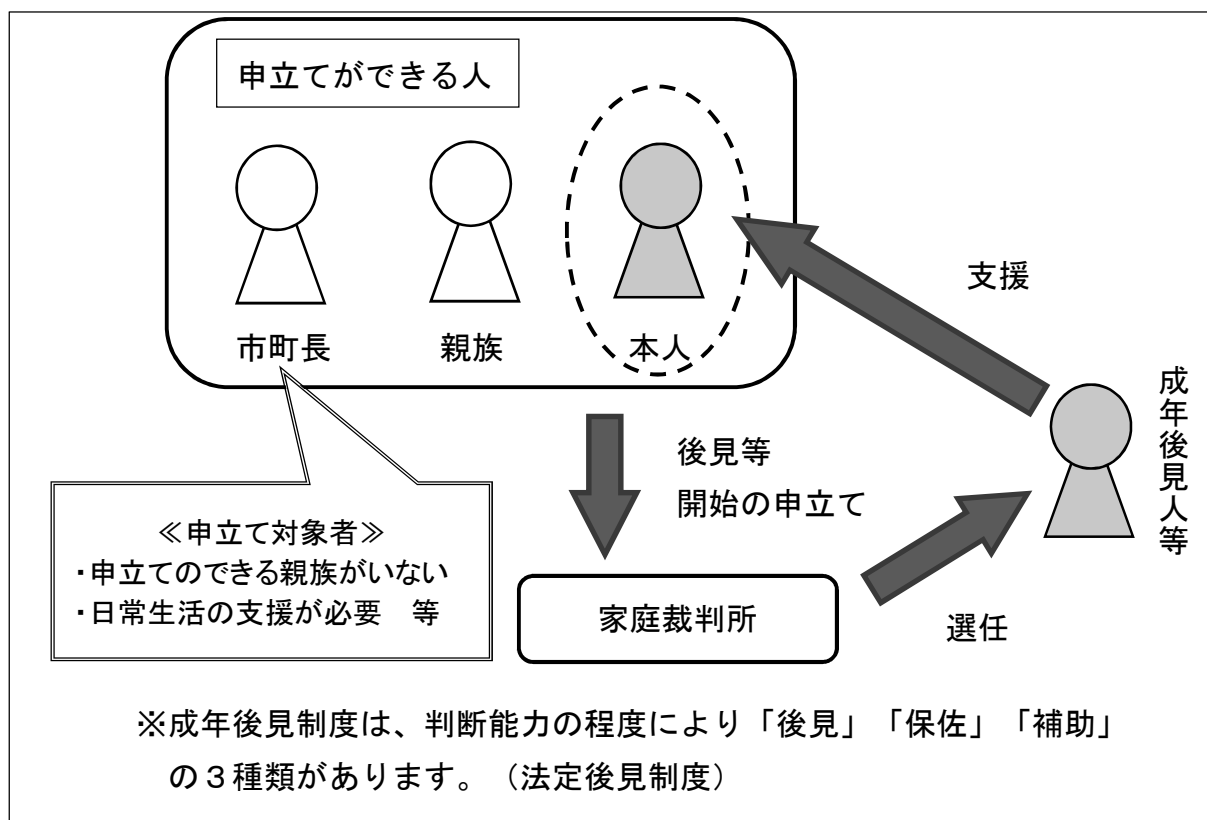 申立てができる人
市町長
親族
本人
支援
成年後見人等
後見等
開始の申立て
≪申立て対象者≫
・申立てのできる親族がいない
・日常生活の支援が必要　等
家庭裁判所
選任
※成年後見制度は、判断能力の程度により「後見」「保佐」「補助」
の３種類があります。（法定後見制度）